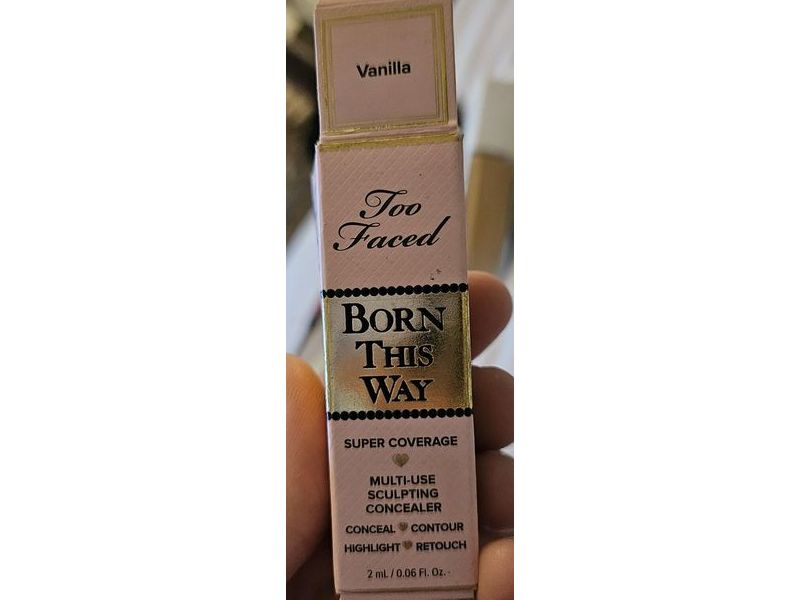 Vanilla
Too
Faced
BORN
THIS
WAY
SUPER COVERAGE
MULTI-USE
SCULPTING
CONCEALER
CONCEAL CONTOUR
HIGHLIGHT RETOUCH
2 mL / 0.06 Fl. Oz.